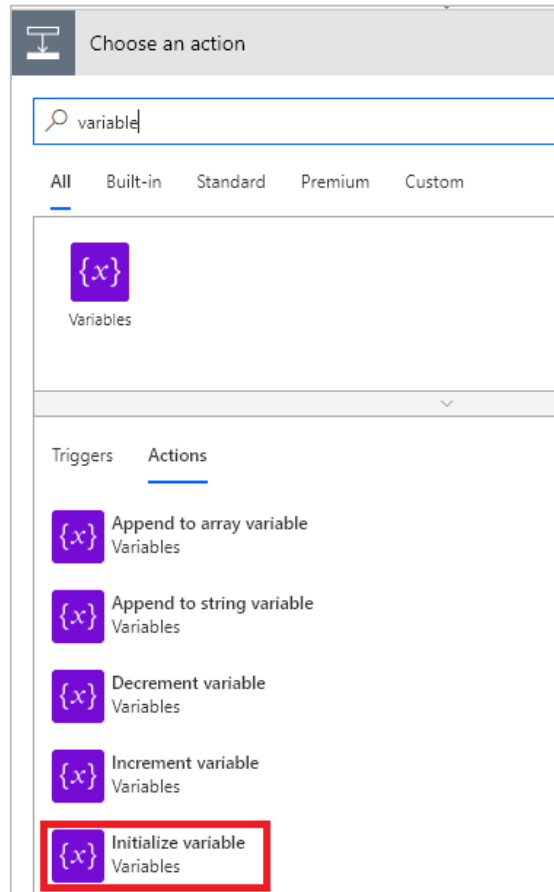 Choose an action
variable
All Built-in Standard Premium Custom
{x}
Variables
Triggers Actions
{x} Append to array variable
Variables
{x} Append to string variable
Variables
{x} Decrement variable
Variables
{x} Increment variable
Variables
{x} Initialize variable
Variables